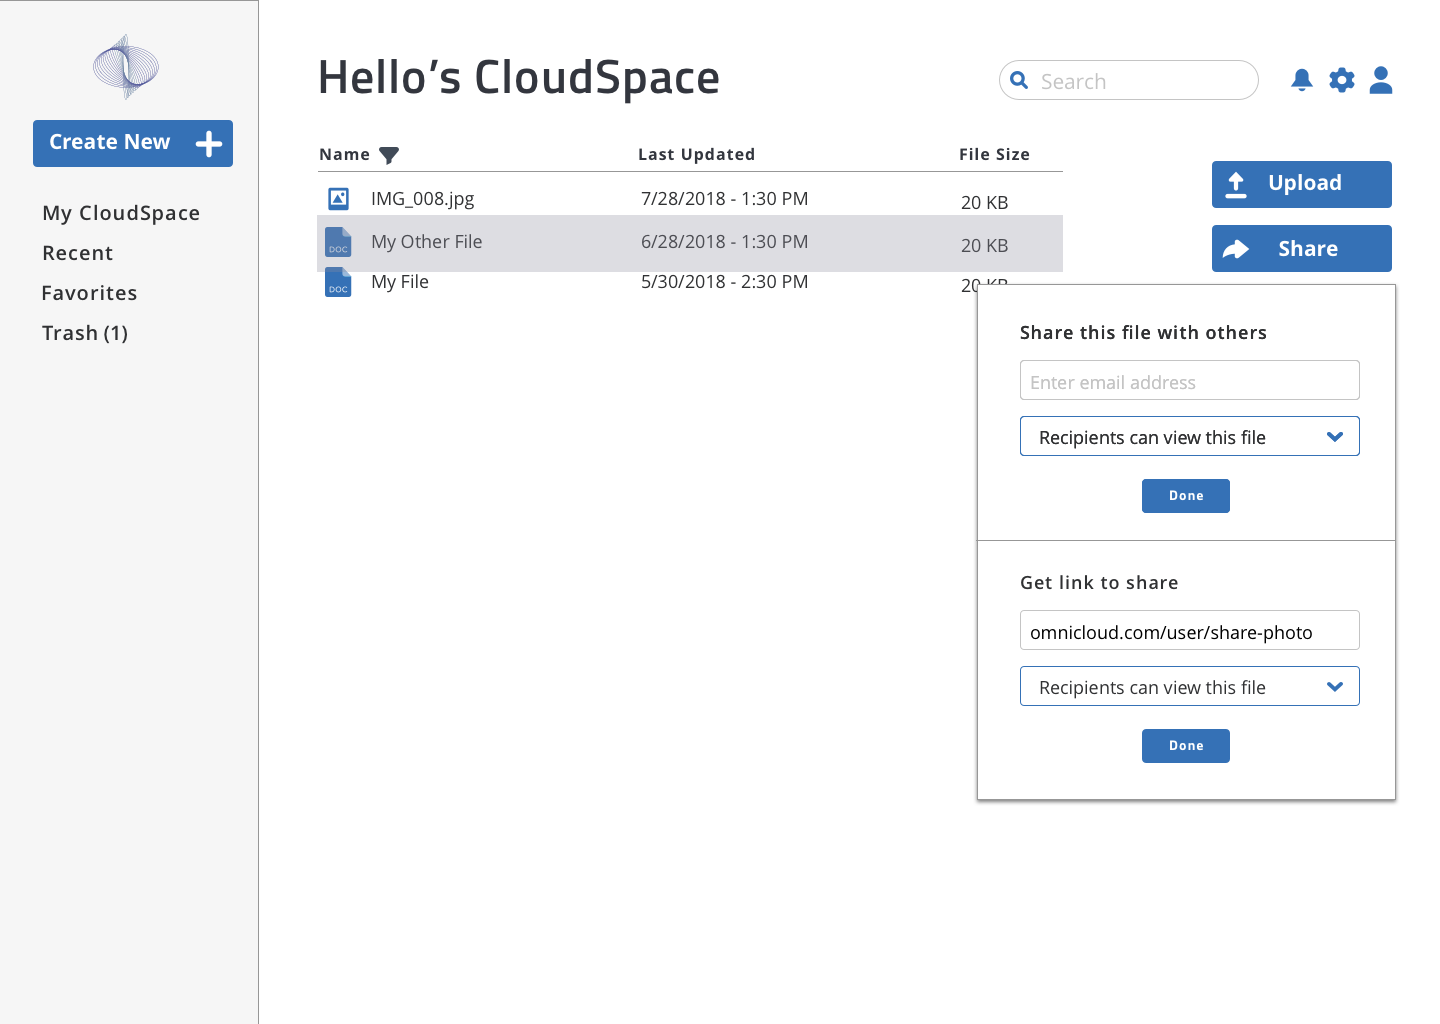 Hello’s CloudSpace
Search
Create New
My CloudSpace
Recent
Favorites
Trash (1)
Name Last Updated File Size
IMG_008.jpg 7/28/2018 - 1:30 PM 20 KB
DOC My Other File 6/28/2018 - 1:30 PM 20 KB
DOC My File 5/30/2018 - 2:30 PM 20 KB
Upload
Share
Share this file with others
Enter email address
Recipients can view this file
Done
Get link to share
omnicloud.com/user/share-photo
Recipients can view this file
Done